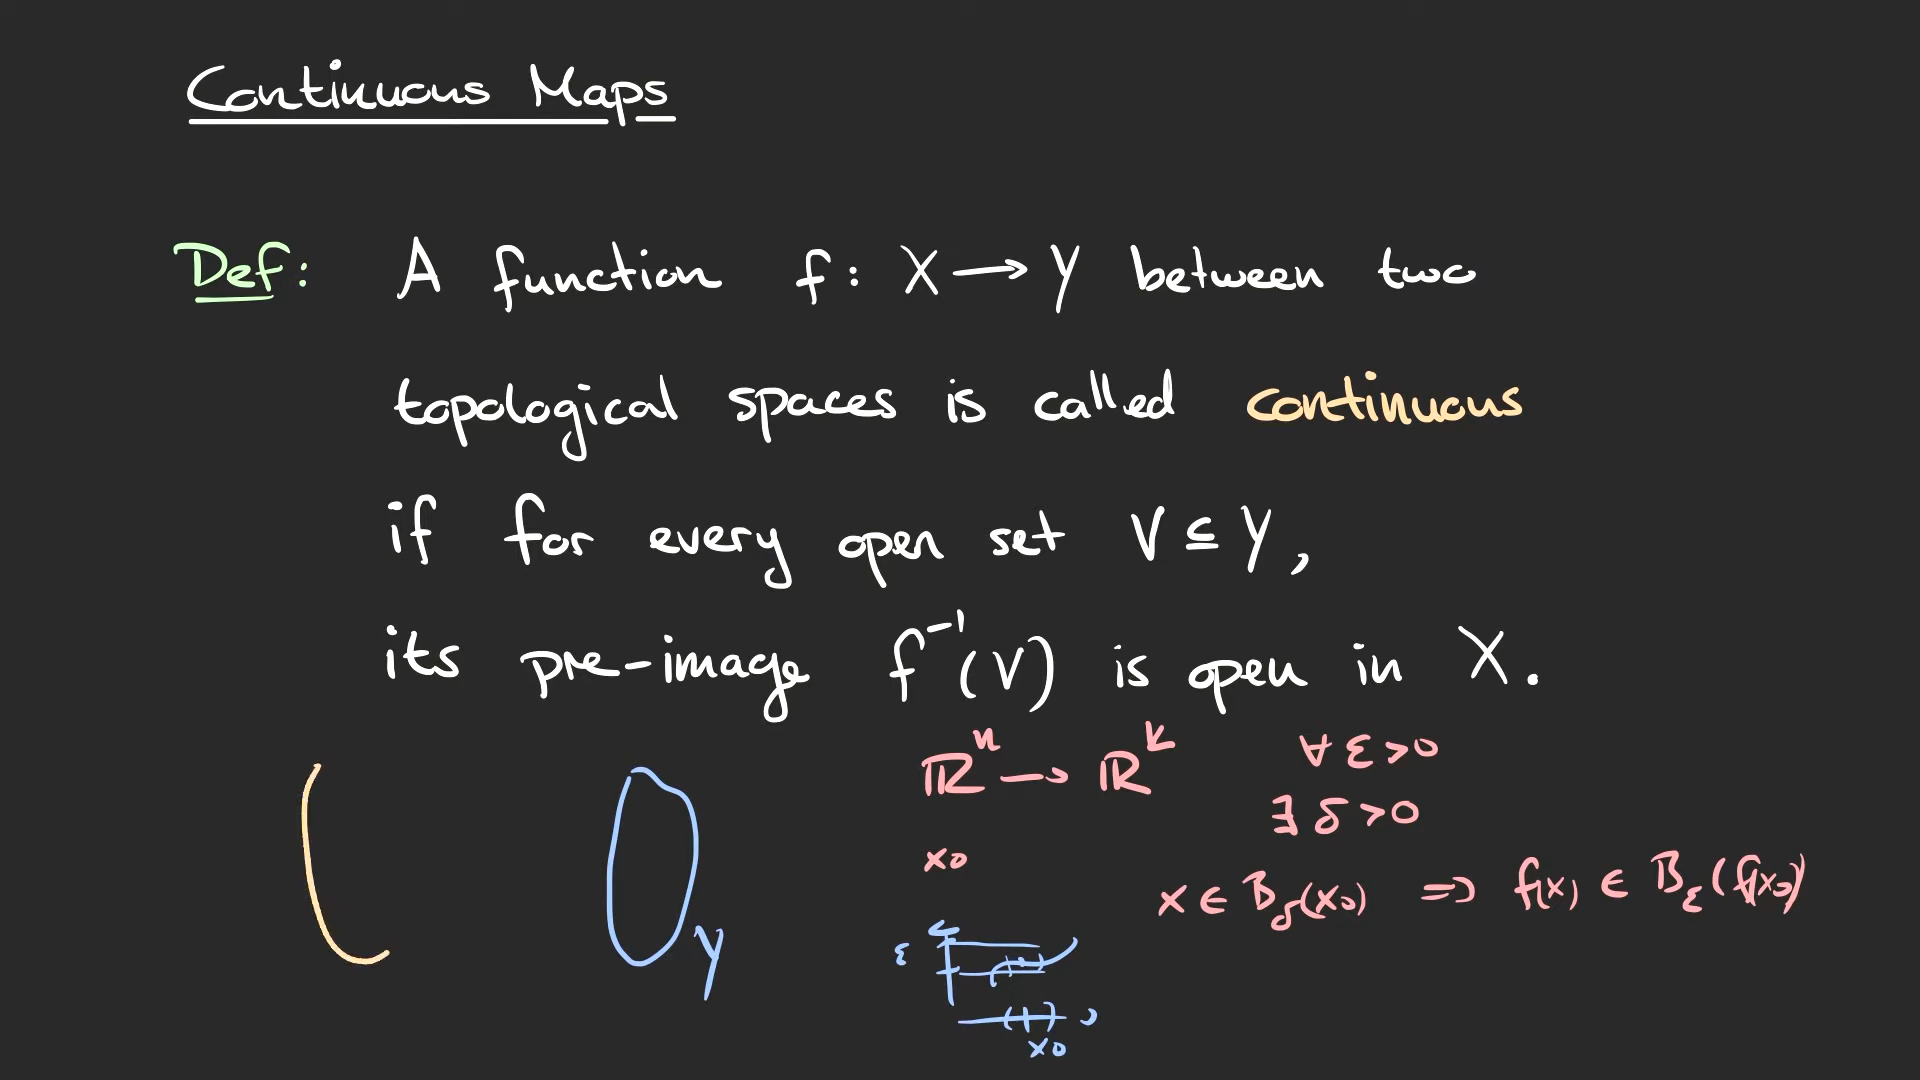 Continuous Maps
Def: A function f: X → Y between two
topological spaces is called continuous
if for every open set V ⊆ Y,
its pre-image f⁻¹(V) is open in X.
ℝⁿ → ℝᵏ
∀ ε > 0
∃ δ > 0
x₀
x ∈ B_δ(x₀) ⇒ f(x) ∈ B_ε(f(x₀))
Y
ε
x₀